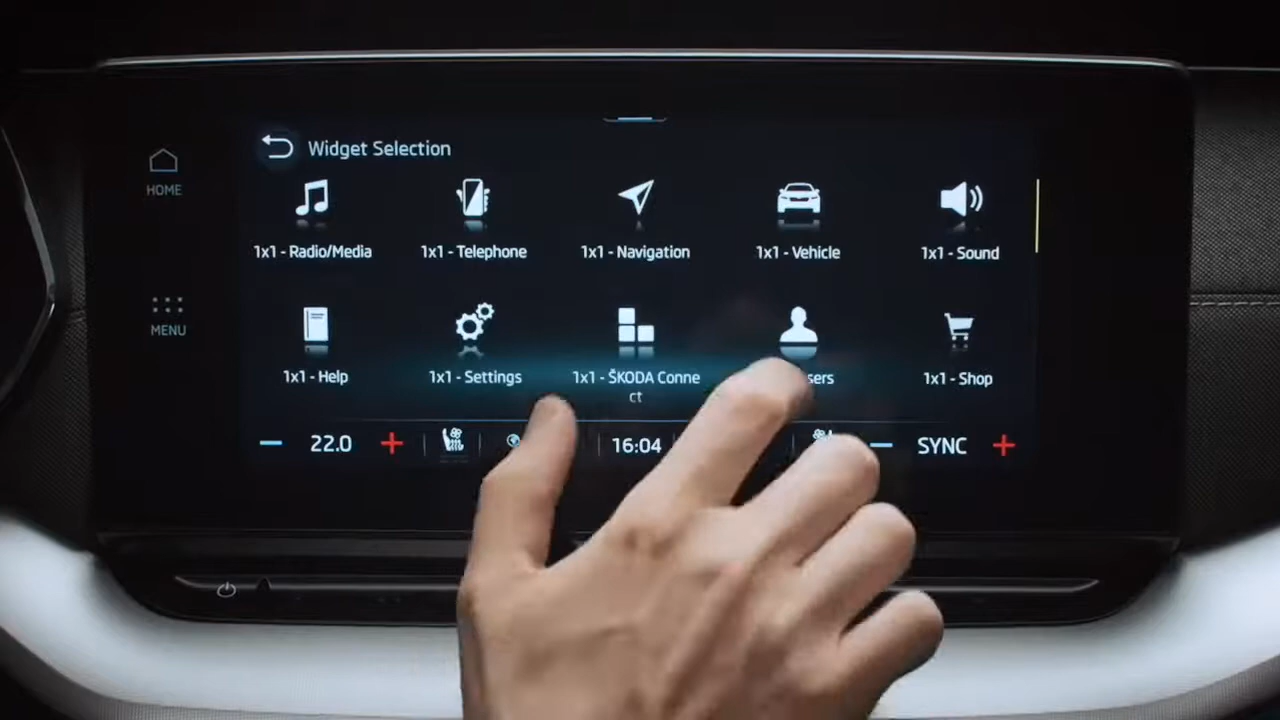 Widget Selection
HOME
1x1 - Radio/Media
1x1 - Telephone
1x1 - Navigation
1x1 - Vehicle
1x1 - Sound
MENU
1x1 - Help
1x1 - Settings
1x1 - ŠKODA Conne
ct
1x1 - Shop
22.0
16:04
SYNC